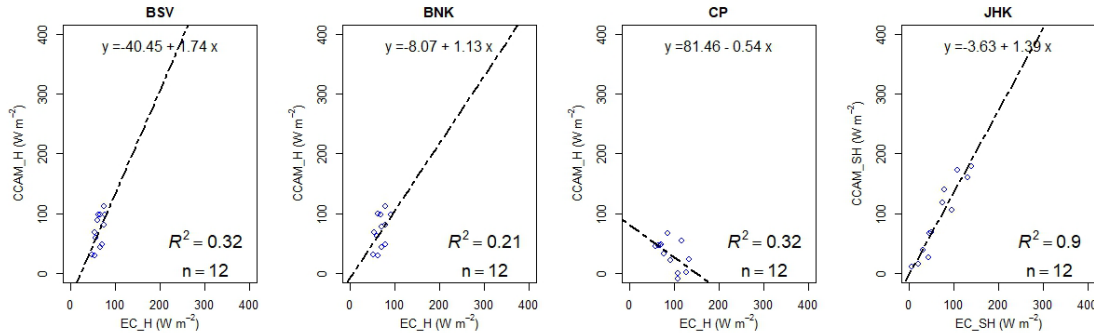 BSV
y =-40.45 + 1.74 x
R² = 0.32
n = 12
CCAM_H (W m⁻²)
0 100 200 300 400
0 100 200 300 400
EC_H (W m⁻²)
BNK
y =-8.07 + 1.13 x
R² = 0.21
n = 12
CCAM_H (W m⁻²)
0 100 200 300 400
0 100 200 300 400
EC_H (W m⁻²)
CP
y =81.46 - 0.54 x
R² = 0.32
n = 12
CCAM_H (W m⁻²)
0 100 200 300 400
0 100 200 300 400
EC_H (W m⁻²)
JHK
y =-3.63 + 1.39 x
R² = 0.9
n = 12
CCAM_SH (W m⁻²)
0 100 200 300 400
0 100 200 300 400
EC_SH (W m⁻²)